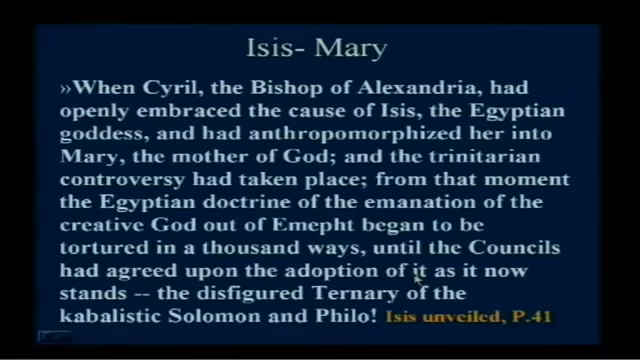 Isis- Mary
»When Cyril, the Bishop of Alexandria, had
openly embraced the cause of Isis, the Egyptian
goddess, and had anthropomorphized her into
Mary, the mother of God; and the trinitarian
controversy had taken place; from that moment
the Egyptian doctrine of the emanation of the
creative God out of Emepht began to be
tortured in a thousand ways, until the Councils
had agreed upon the adoption of it as it now
stands -- the disfigured Ternary of the
kabalistic Solomon and Philo! Isis unveiled, P.41